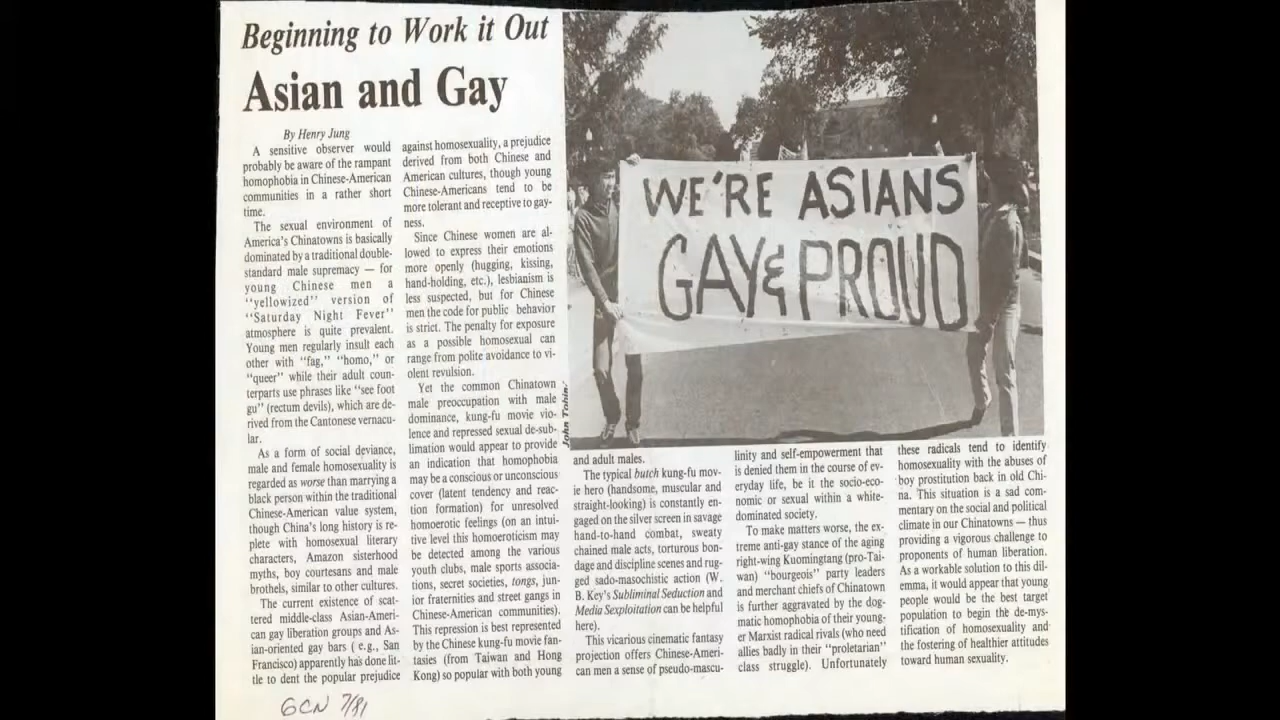 Beginning to Work it Out
Asian and Gay
By Henry Jung
A sensitive observer would
probably be aware of the rampant
homophobia in Chinese-American
communities in a rather short
time.
The sexual environment of
America's Chinatowns is basically
dominated by a traditional double-
standard male supremacy — for
young Chinese men a
"yellowized" version of
"Saturday Night Fever"
atmosphere is quite prevalent.
Young men regularly insult each
other with "fag," "homo," or
"queer" while their adult coun-
terparts use phrases like "see foot
gu" (rectum devils), which are de-
rived from the Cantonese vernacu-
lar.
As a form of social deviance,
male and female homosexuality is
regarded as worse than marrying a
black person within the traditional
Chinese-American value system,
though China's long history is re-
plete with homosexual literary
characters, Amazon sisterhood
myths, boy courtesans and male
brothels, similar to other cultures.
The current existence of scat-
tered middle-class Asian-Ameri-
can gay liberation groups and As-
ian-oriented gay bars ( e.g., San
Francisco) apparently has done lit-
tle to dent the popular prejudice
against homosexuality, a prejudice
derived from both Chinese and
American cultures, though young
Chinese-Americans tend to be
more tolerant and receptive to gay-
ness.
Since Chinese women are al-
lowed to express their emotions
more openly (hugging, kissing,
hand-holding, etc.), lesbianism is
less suspected, but for Chinese
men the code for public behavior
is strict. The penalty for exposure
as a possible homosexual can
range from polite avoidance to vi-
olent revulsion.
Yet the common Chinatown
male preoccupation with male
dominance, kung-fu movie vio-
lence and repressed sexual de-sub-
limation would appear to provide
an indication that homophobia
may be a conscious or unconscious
cover (latent tendency and reac-
tion formation) for unresolved
homoerotic feelings (on an intui-
tive level this homoeroticism may
be detected among the various
youth clubs, male sports associa-
tions, secret societies, tongs, jun-
ior fraternities and street gangs in
Chinese-American communities).
This repression is best represented
by the Chinese kung-fu movie fan-
tasies (from Taiwan and Hong
Kong) so popular with both young
WE'RE ASIANS
GAY & PROUD
John Tobin
and adult males.
The typical butch kung-fu mov-
ie hero (handsome, muscular and
straight-looking) is constantly en-
gaged on the silver screen in savage
hand-to-hand combat, sweaty
chained male acts, torturous bon-
dage and discipline scenes and rug-
ged sado-masochistic action (W.
B. Key's Subliminal Seduction and
Media Sexploitation can be helpful
here).
This vicarious cinematic fantasy
projection offers Chinese-Ameri-
can men a sense of pseudo-mascu-
linity and self-empowerment that
is denied them in the course of ev-
eryday life, be it the socio-eco-
nomic or sexual within a white-
dominated society.
To make matters worse, the ex-
treme anti-gay stance of the aging
right-wing Kuomingtang (pro-Tai-
wan) "bourgeois" party leaders
and merchant chiefs of Chinatown
is further aggravated by the dog-
matic homophobia of their young-
er Marxist radical rivals (who need
allies badly in their "proletarian"
class struggle). Unfortunately
these radicals tend to identify
homosexuality with the abuses of
boy prostitution back in old Chi-
na. This situation is a sad com-
mentary on the social and political
climate in our Chinatowns — thus
providing a vigorous challenge to
proponents of human liberation.
As a workable solution to this dil-
emma, it would appear that young
people would be the best target
population to begin the de-mys-
tification of homosexuality and
the fostering of healthier attitudes
toward human sexuality.
GCN 7/81